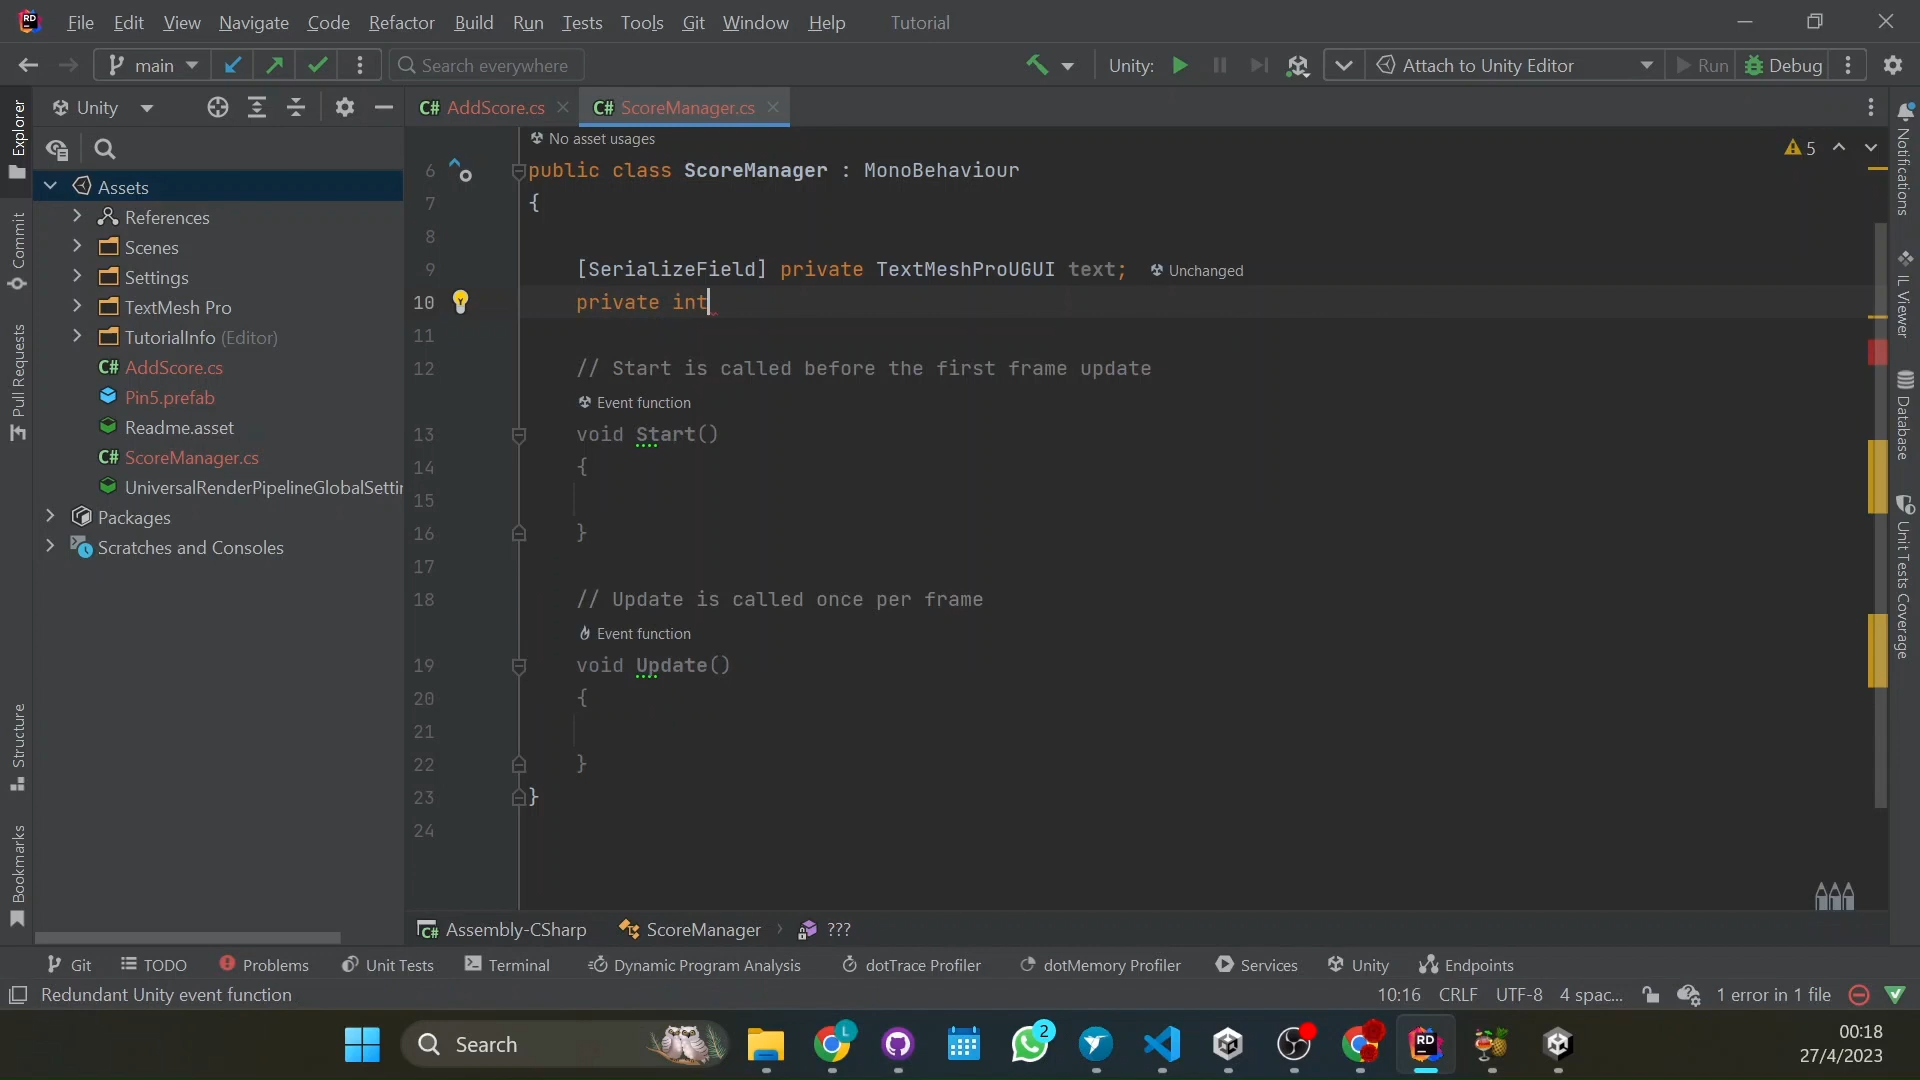 RD File Edit View Navigate Code Refactor Build Run Tests Tools Git Window Help Tutorial
main Search everywhere Unity: Attach to Unity Editor Run Debug
Unity
C# AddScore.cs C# ScoreManager.cs
Explorer
Commit
Pull Requests
Structure
Bookmarks
Assets
References
Scenes
Settings
TextMesh Pro
TutorialInfo (Editor)
C# AddScore.cs
Pin5.prefab
Readme.asset
C# ScoreManager.cs
UniversalRenderPipelineGlobalSettir
Packages
Scratches and Consoles
No asset usages
5
6 public class ScoreManager : MonoBehaviour
7 {
8
9 [SerializeField] private TextMeshProUGUI text; Unchanged
10 private int
11
12 // Start is called before the first frame update
Event function
13 void Start()
14 {
15
16 }
17
18 // Update is called once per frame
Event function
19 void Update()
20 {
21
22 }
23 }
24
Notifications
IL Viewer
Database
Unit Tests Coverage
C# Assembly-CSharp ScoreManager › ???
Git TODO Problems Unit Tests Terminal Dynamic Program Analysis dotTrace Profiler dotMemory Profiler Services Unity Endpoints
Redundant Unity event function 10:16 CRLF UTF-8 4 spac... 1 error in 1 file
Search L 2 RD 00:18
27/4/2023